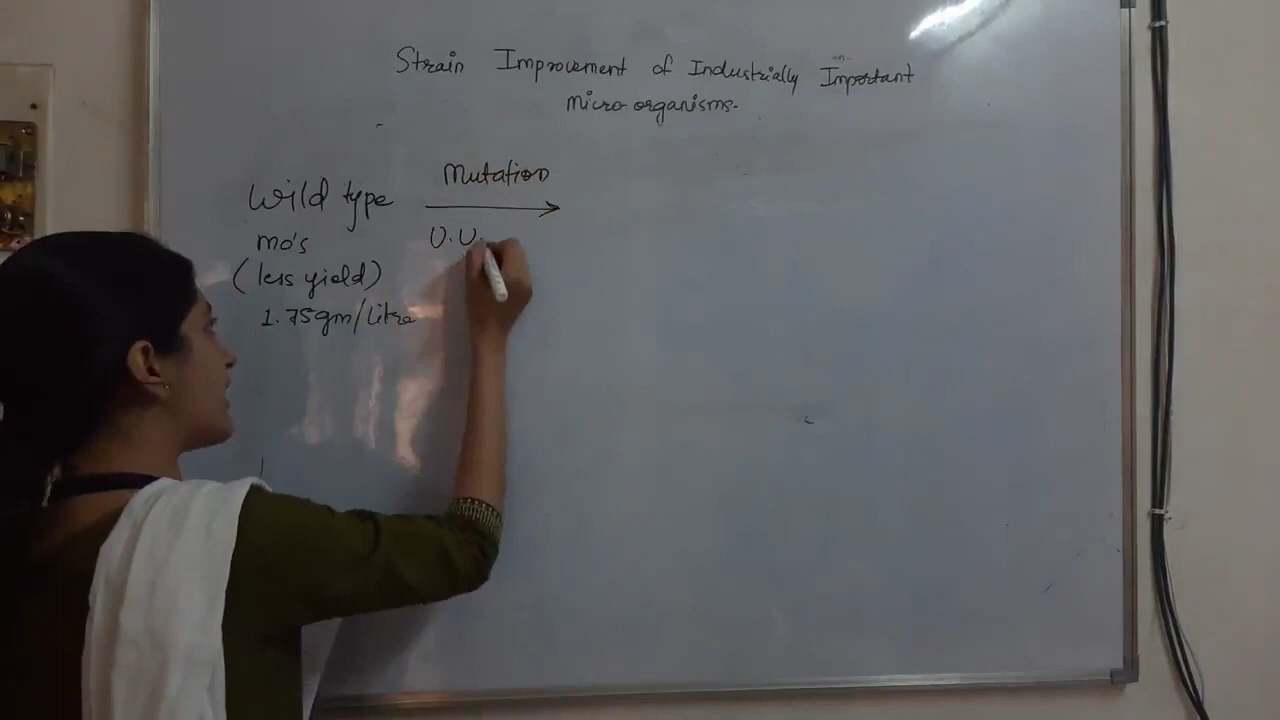 Strain Improvement of Industrially Important
Micro organisms.
Mutation
Wild type
U.U.
mo's
(less yield)
1.75gm/Litre